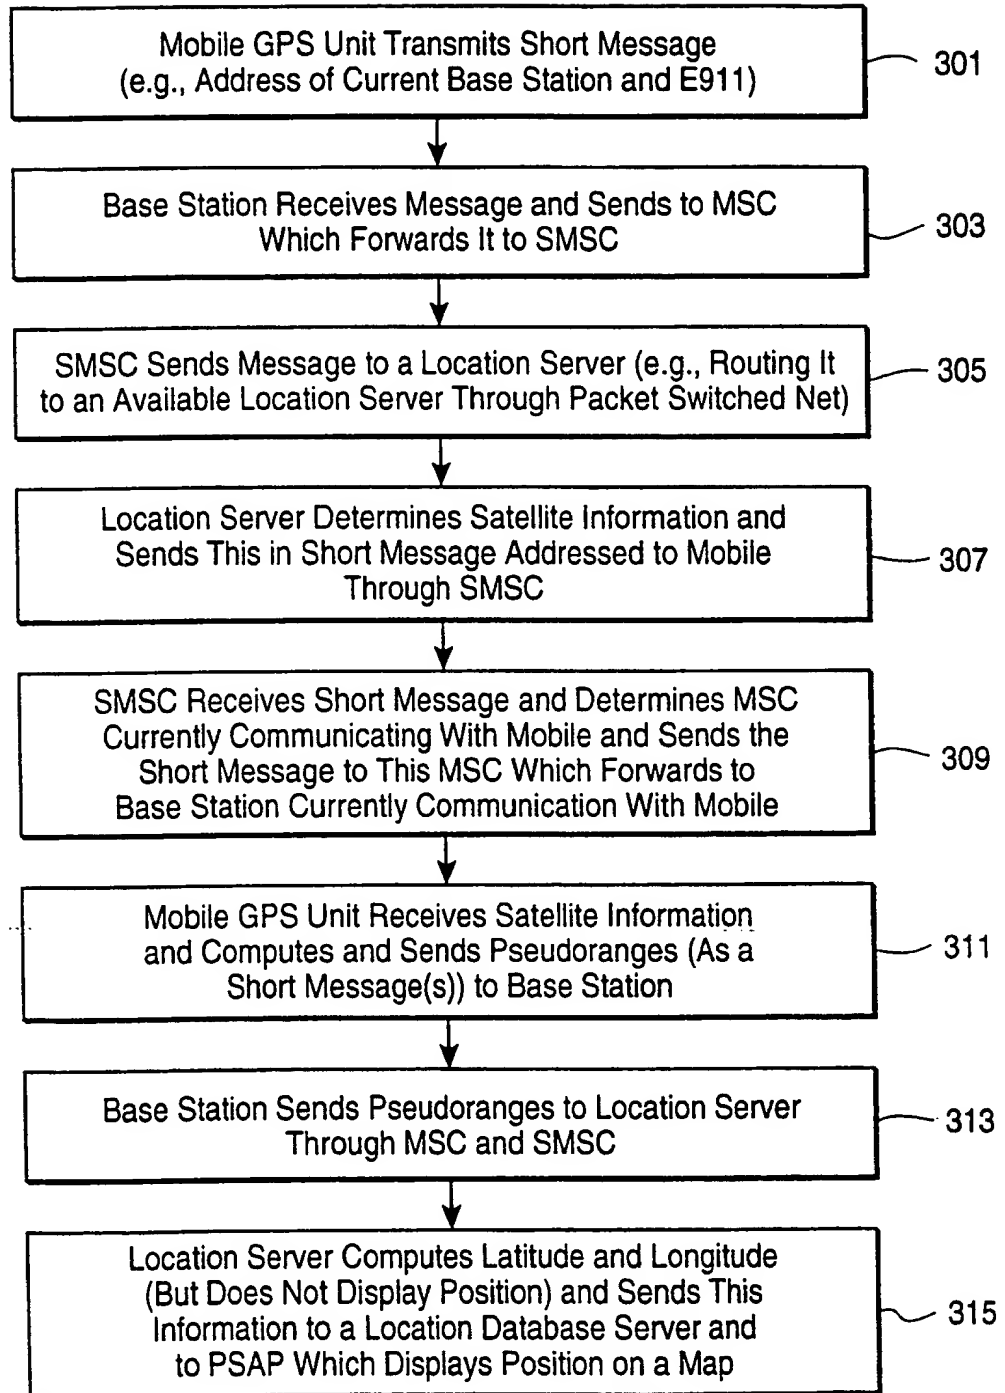 Mobile GPS Unit Transmits Short Message
(e.g., Address of Current Base Station and E911)
301
Base Station Receives Message and Sends to MSC
Which Forwards It to SMSC
303
SMSC Sends Message to a Location Server (e.g., Routing It
to an Available Location Server Through Packet Switched Net)
305
Location Server Determines Satellite Information and
Sends This in Short Message Addressed to Mobile
Through SMSC
307
SMSC Receives Short Message and Determines MSC
Currently Communicating With Mobile and Sends the
Short Message to This MSC Which Forwards to
Base Station Currently Communication With Mobile
309
Mobile GPS Unit Receives Satellite Information
and Computes and Sends Pseudoranges (As a
Short Message(s)) to Base Station
311
Base Station Sends Pseudoranges to Location Server
Through MSC and SMSC
313
Location Server Computes Latitude and Longitude
(But Does Not Display Position) and Sends This
Information to a Location Database Server and
to PSAP Which Displays Position on a Map
315